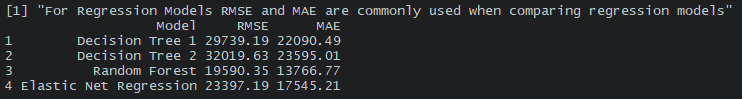 [1] "For Regression Models RMSE and MAE are commonly used when comparing regression models"
Model RMSE MAE
1 Decision Tree 1 29739.19 22090.49
2 Decision Tree 2 32019.63 23595.01
3 Random Forest 19590.35 13766.77
4 Elastic Net Regression 23397.19 17545.21